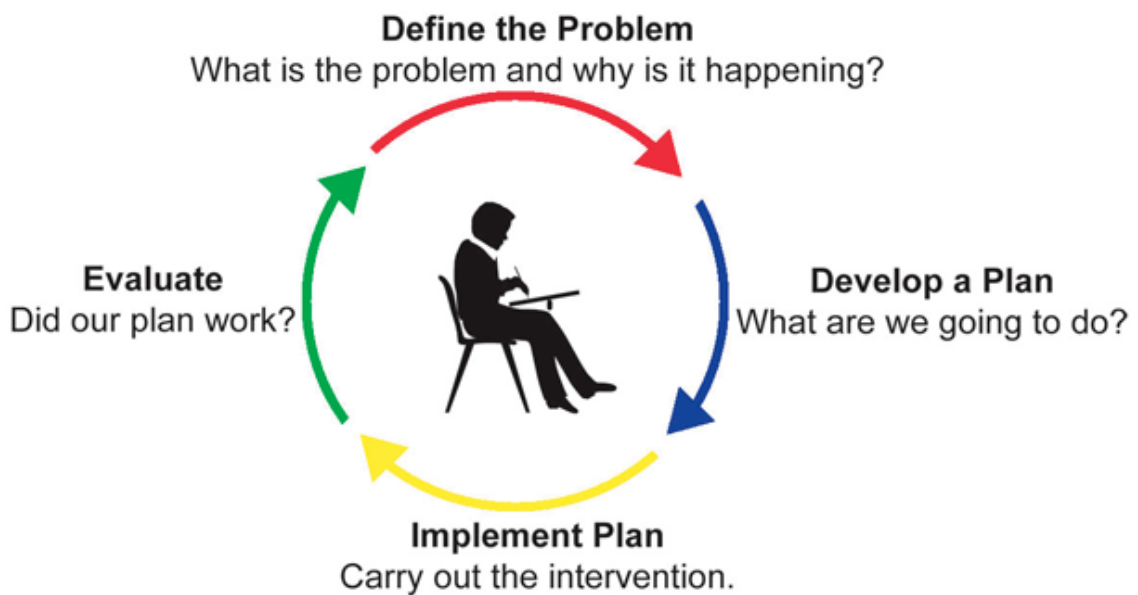 Define the Problem
What is the problem and why is it happening?
Develop a Plan
What are we going to do?
Implement Plan
Carry out the intervention.
Evaluate
Did our plan work?